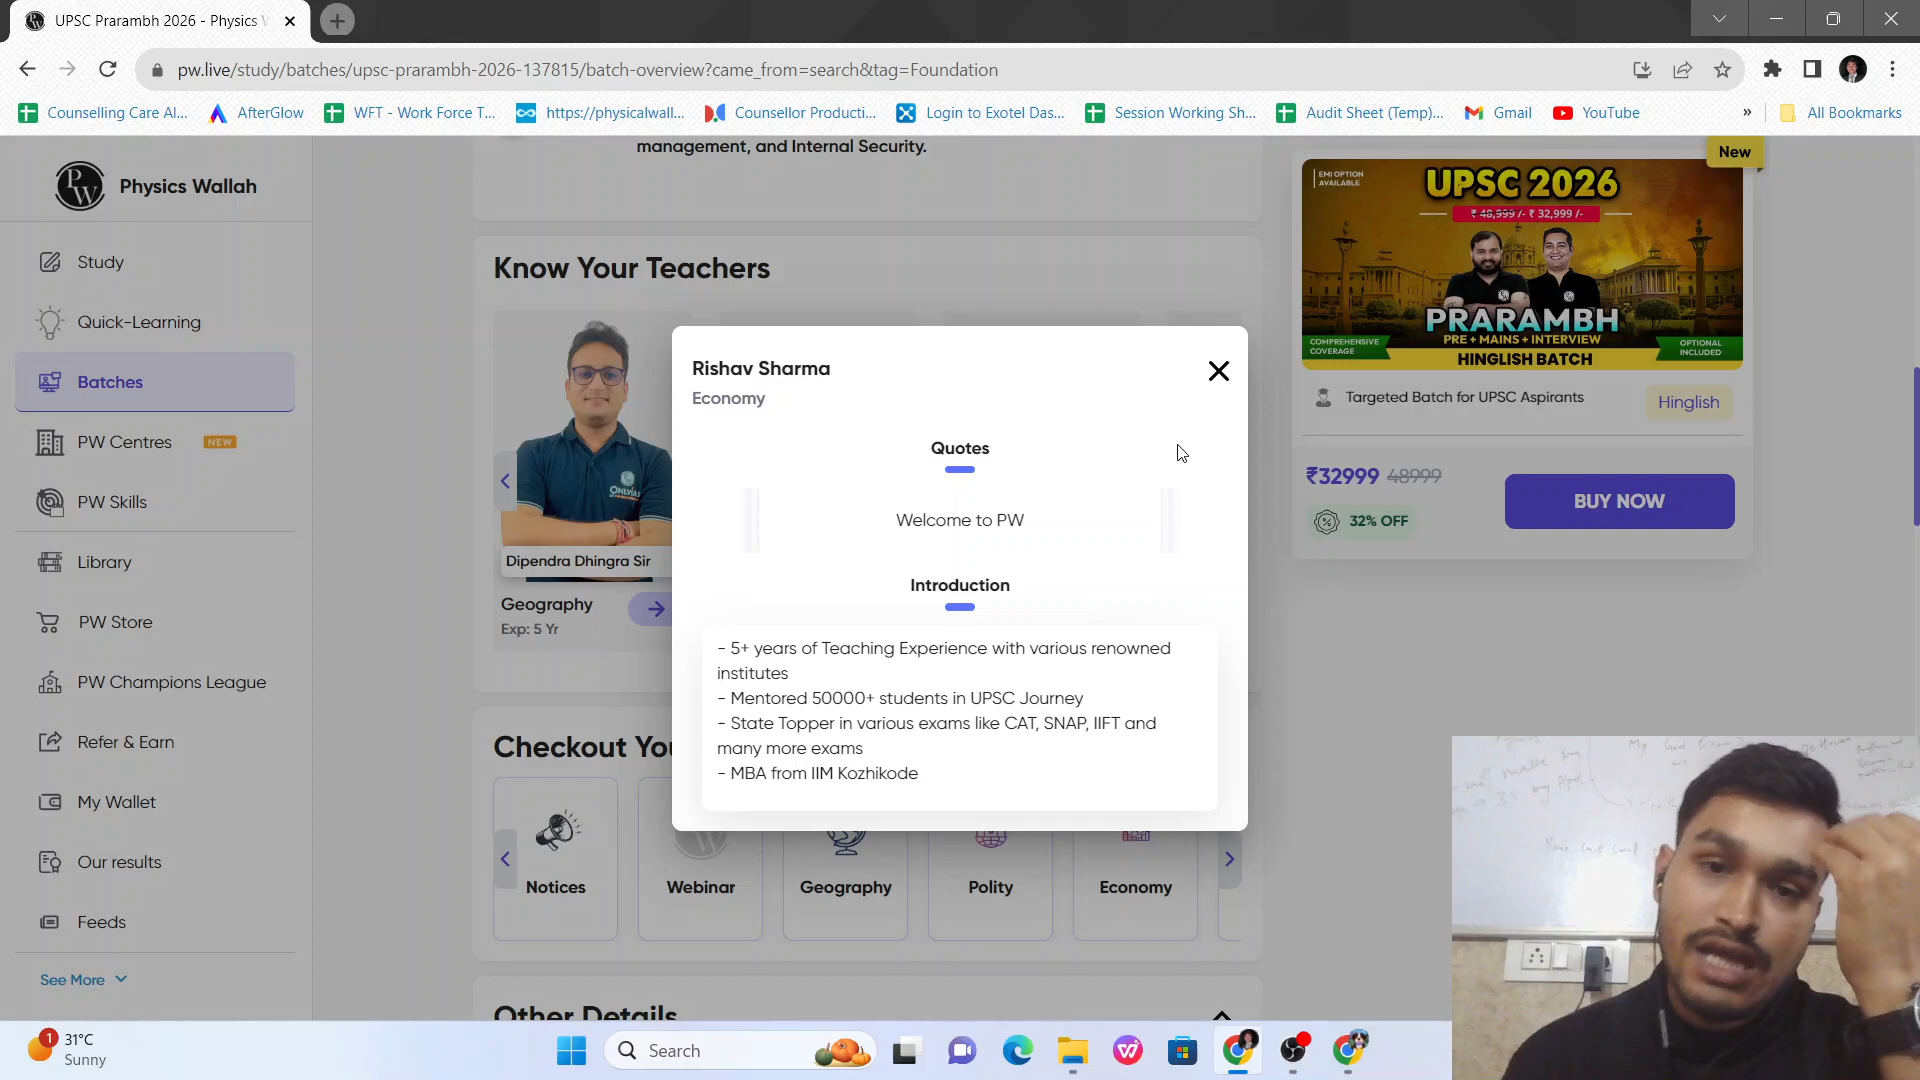 UPSC Prarambh 2026 - Physics W
pw.live/study/batches/upsc-prarambh-2026-137815/batch-overview?came_from=search&tag=Foundation
Counselling Care Al...
AfterGlow
WFT - Work Force T...
https://physicalwall...
Counsellor Producti...
Login to Exotel Das...
Session Working Sh...
Audit Sheet (Temp)...
Gmail
YouTube
»
All Bookmarks
PW
Physics Wallah
Study
Quick-Learning
Batches
PW Centres NEW
PW Skills
Library
PW Store
PW Champions League
Refer & Earn
My Wallet
Our results
Feeds
See More
management, and Internal Security.
Know Your Teachers
ONLYIAS
Dipendra Dhingra Sir
Geography
Exp: 5 Yr
Rishav Sharma
Economy
Quotes
Welcome to PW
Introduction
- 5+ years of Teaching Experience with various renowned
institutes
- Mentored 50000+ students in UPSC Journey
- State Topper in various exams like CAT, SNAP, IIFT and
many more exams
- MBA from IIM Kozhikode
Checkout You
Notices
Webinar
Geography
Polity
Economy
Other Details
New
EMI OPTION
AVAILABLE
UPSC 2026
₹ 48,999 /- ₹ 32,999 /-
PRARAMBH
PRE + MAINS + INTERVIEW
COMPREHENSIVE
COVERAGE
OPTIONAL
INCLUDED
HINGLISH BATCH
Targeted Batch for UPSC Aspirants
Hinglish
₹32999 48999
32% OFF
BUY NOW
1
31°C
Sunny
Search